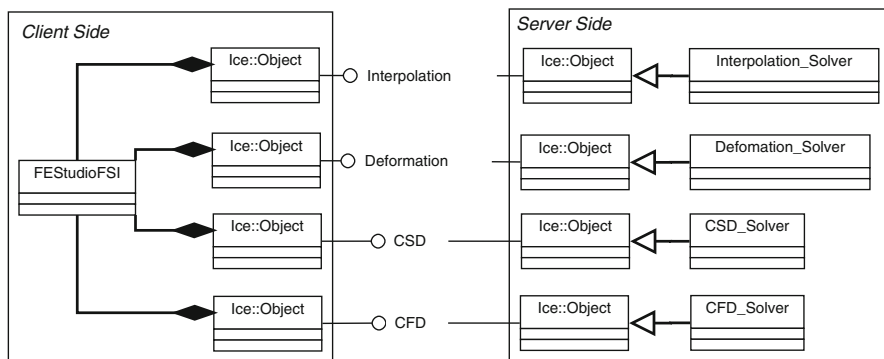 Client Side
Server Side
Ice::Object
Interpolation
Ice::Object
Interpolation_Solver
Ice::Object
Deformation
Ice::Object
Defomation_Solver
FEStudioFSI
Ice::Object
CSD
Ice::Object
CSD_Solver
Ice::Object
CFD
Ice::Object
CFD_Solver